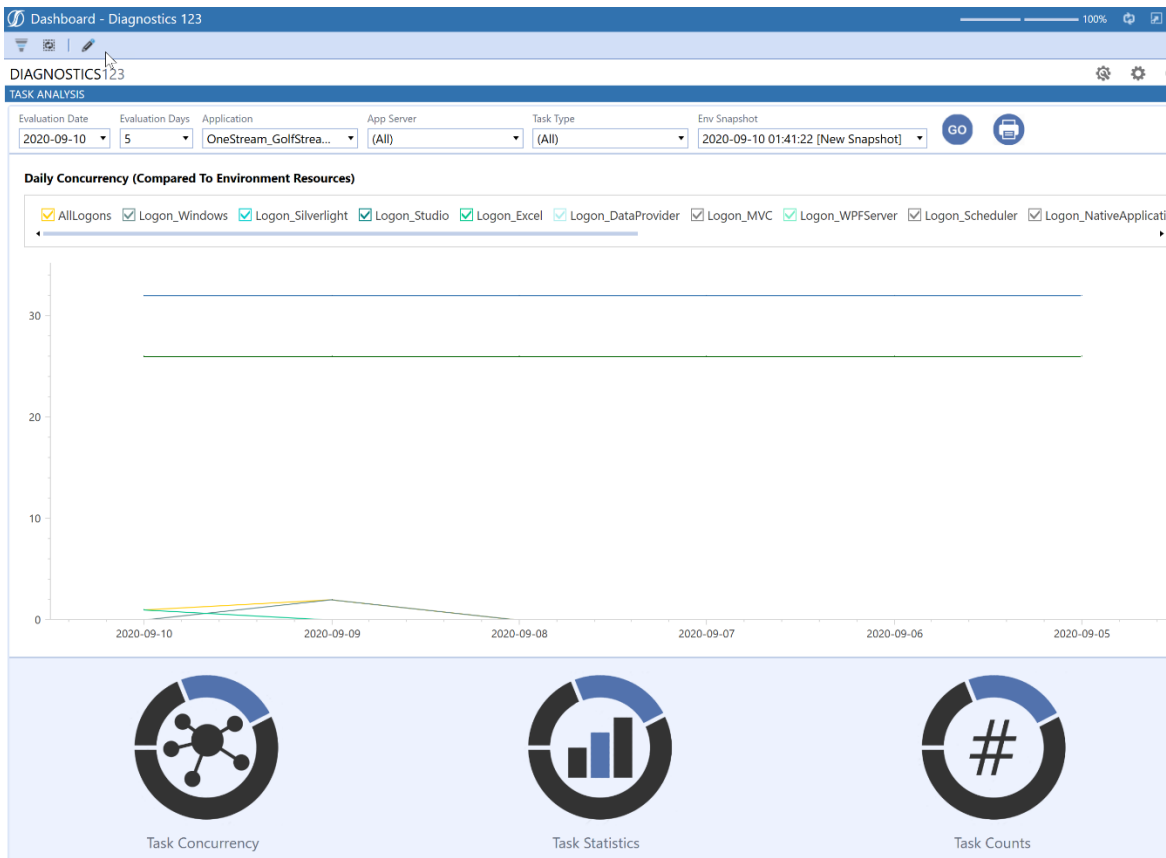 Dashboard - Diagnostics 123
100%
DIAGNOSTICS123
TASK ANALYSIS
Evaluation Date Evaluation Days Application App Server Task Type Env Snapshot
2020-09-10 5 OneStream_GolfStrea... (All) (All) 2020-09-10 01:41:22 [New Snapshot] GO
Daily Concurrency (Compared To Environment Resources)
AllLogons Logon_Windows Logon_Silverlight Logon_Studio Logon_Excel Logon_DataProvider Logon_MVC Logon_WPFServer Logon_Scheduler Logon_NativeApplicati
30
20
10
0
2020-09-10 2020-09-09 2020-09-08 2020-09-07 2020-09-06 2020-09-05
#
Task Concurrency Task Statistics Task Counts